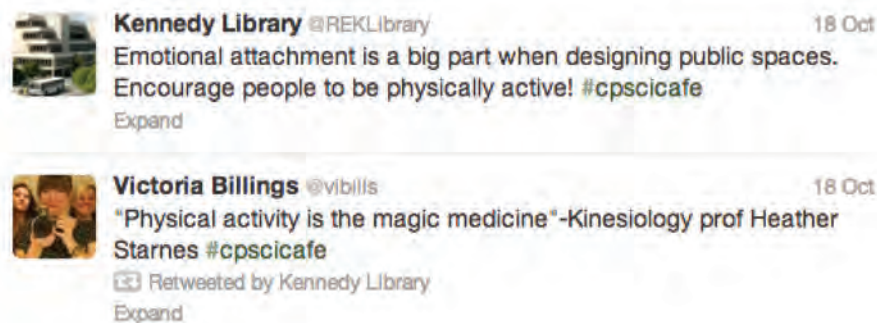 Kennedy Library @REKLibrary 18 Oct
Emotional attachment is a big part when designing public spaces.
Encourage people to be physically active! #cpscicafe
Expand
Victoria Billings @vibills 18 Oct
"Physical activity is the magic medicine"-Kinesiology prof Heather
Starnes #cpscicafe
Retweeted by Kennedy Library
Expand